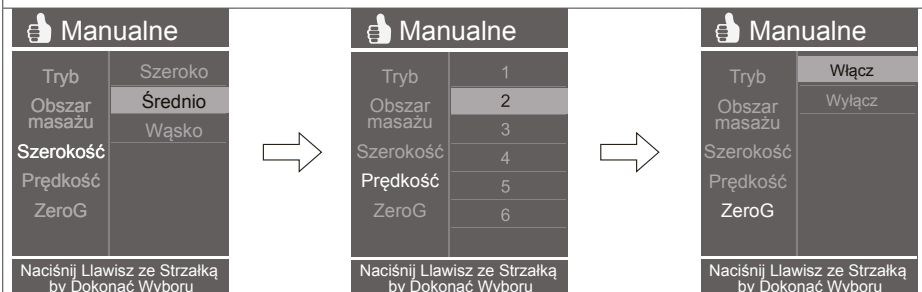 Manualne
Tryb
Obszar
masażu
Szerokość
Prędkość
ZeroG
Szeroko
Średnio
Wąsko
Naciśnij Llawisz ze Strzałką
by Dokonać Wyboru
Manualne
Tryb
Obszar
masażu
Szerokość
Prędkość
ZeroG
1
2
3
4
5
6
Naciśnij Llawisz ze Strzałką
by Dokonać Wyboru
Manualne
Tryb
Obszar
masażu
Szerokość
Prędkość
ZeroG
Włącz
Wyłącz
Naciśnij Llawisz ze Strzałką
by Dokonać Wyboru